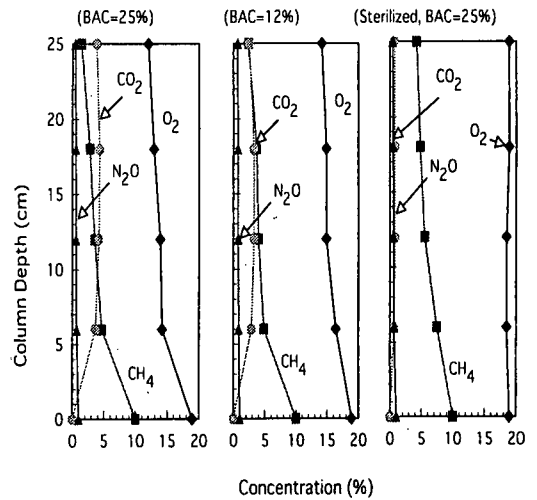 (BAC=25%) (BAC=12%) (Sterilized, BAC=25%)
25
20
15
10
5
0
Column Depth (cm)
CO2
O2
N2O
CH4
CO2
O2
N2O
CH4
CO2
O2
N2O
CH4
0 5 10 15 20 0 5 10 15 20 0 5 10 15 20
Concentration (%)